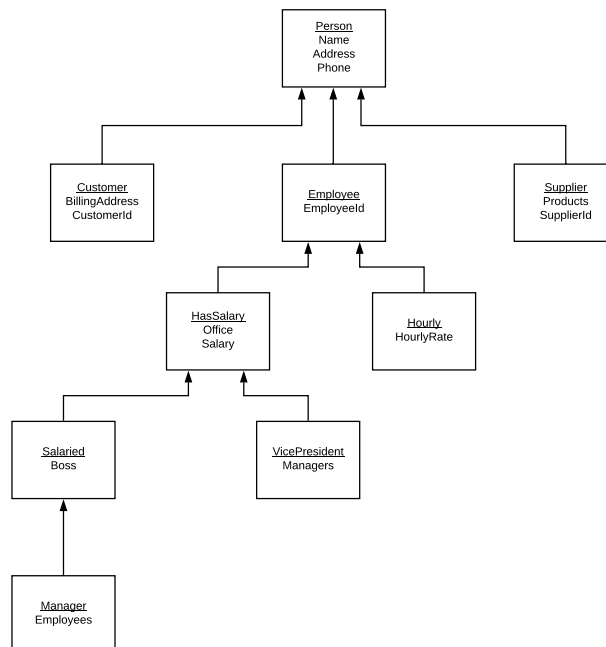 Person
Name
Address
Phone
Customer
BillingAddress
CustomerId
Employee
EmployeeId
Supplier
Products
SupplierId
HasSalary
Office
Salary
Hourly
HourlyRate
Salaried
Boss
VicePresident
Managers
Manager
Employees